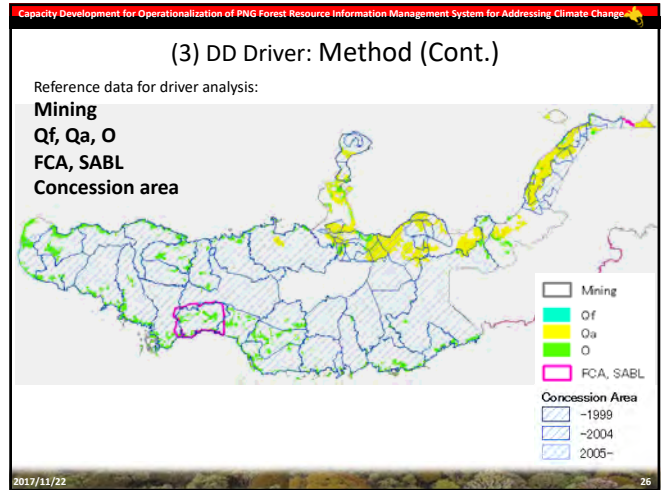 Capacity Development for Operationalization of PNG Forest Resource Information Management System for Addressing Climate Change
(3) DD Driver: Method (Cont.)
Reference data for driver analysis:
Mining
Qf, Qa, O
FCA, SABL
Concession area
Mining
Qf
Qa
O
FCA, SABL
Concession Area
-1999
-2004
2005-
2017/11/22
26